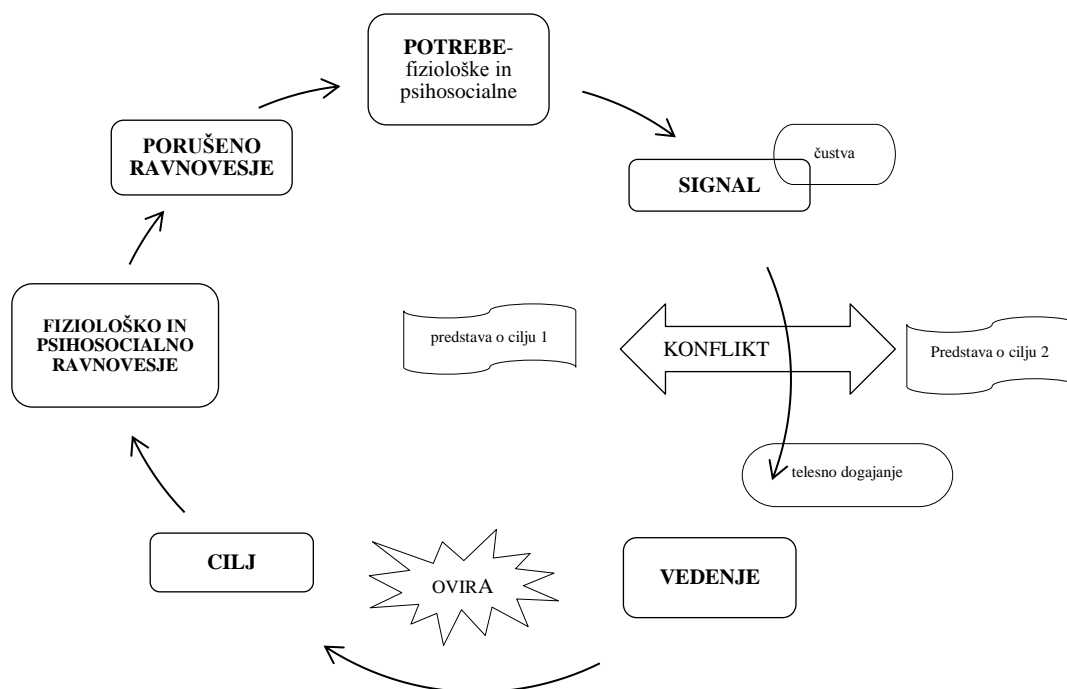 POTREBE-
fiziološke in
psihosocialne
PORUŠENO
RAVNOVESJE
čustva
SIGNAL
FIZIOLOŠKO IN
PSIHOSOCIALNO
RAVNOVESJE
predstava o cilju 1
KONFLIKT
Predstava o cilju 2
telesno dogajanje
CILJ
OVIRA
VEDENJE